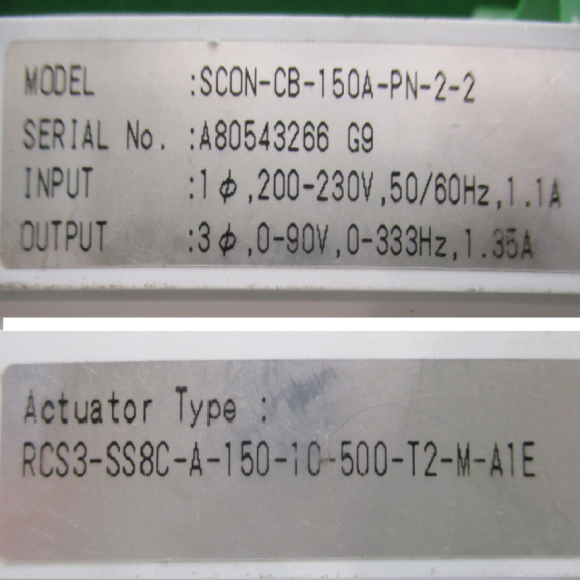 MODEL :SCON-CB-150A-PN-2-2
SERIAL No. :A80543266 G9
INPUT :1ϕ,200-230V,50/60Hz,1.1A
OUTPUT :3ϕ,0-90V,0-333Hz,1.35A
Actuator Type :
RCS3-SS8C-A-150-10-500-T2-M-A1E